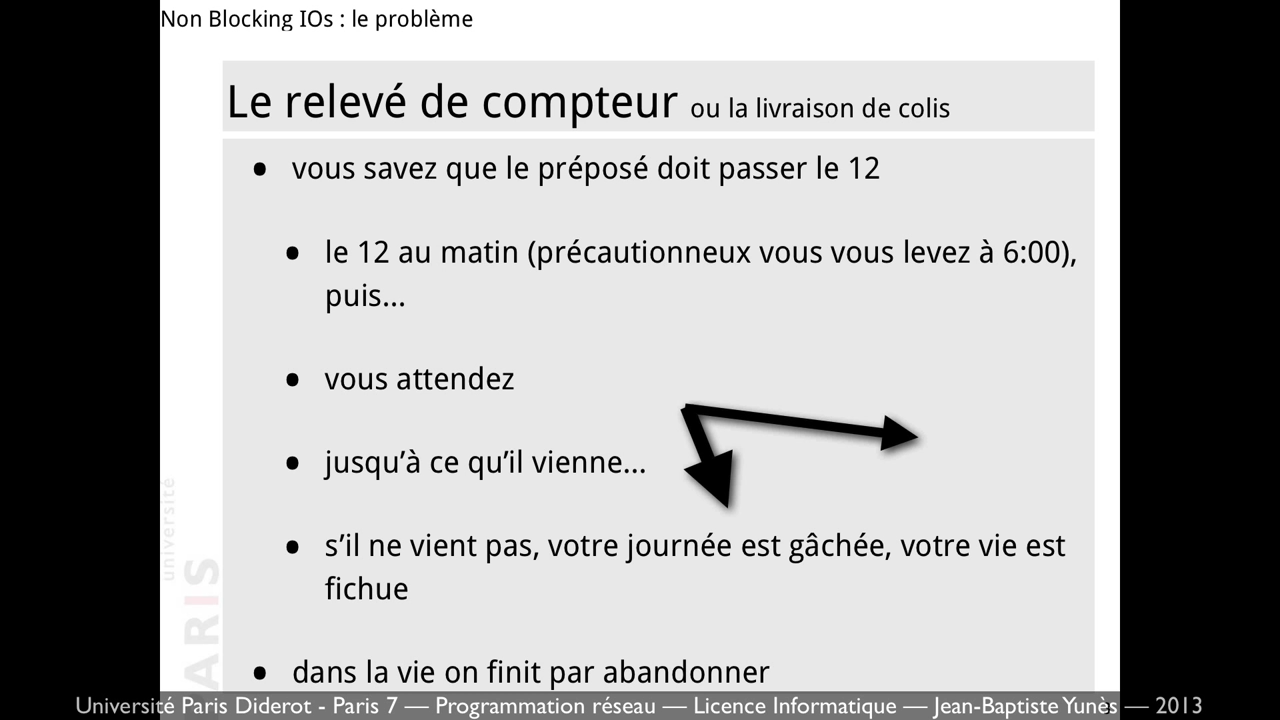 Non Blocking IOs : le problème
Le relevé de compteur ou la livraison de colis
• vous savez que le préposé doit passer le 12
• le 12 au matin (précautionneux vous vous levez à 6:00),
puis...
• vous attendez
• jusqu’à ce qu’il vienne...
• s’il ne vient pas, votre journée est gâchée, votre vie est
fichue
• dans la vie on finit par abandonner
université
PARIS
Université Paris Diderot - Paris 7 — Programmation réseau — Licence Informatique — Jean-Baptiste Yunès — 2013